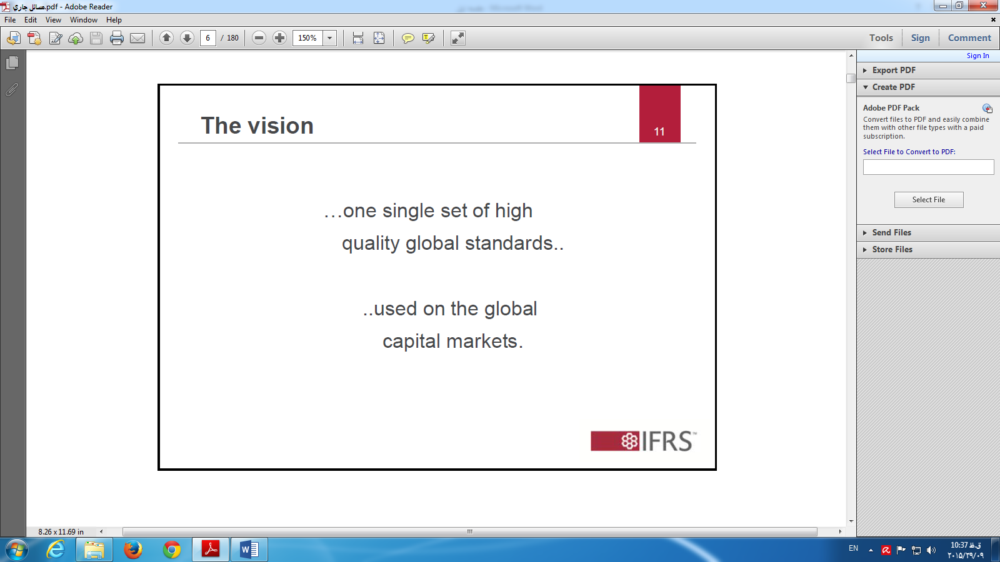 مسائل جاري.pdf - Adobe Reader
File Edit View Window Help
6 / 180 150%
Tools Sign Comment
Sign In
Export PDF
Create PDF
Adobe PDF Pack
Convert files to PDF and easily combine
them with other file types with a paid
subscription.
Select File to Convert to PDF:
Select File
Send Files
Store Files
The vision
11
…one single set of high
quality global standards..
..used on the global
capital markets.
IFRS™
8.26 x 11.69 in
EN
10:37 ق.ظ
٢٠١٥/٢٩/٠٩